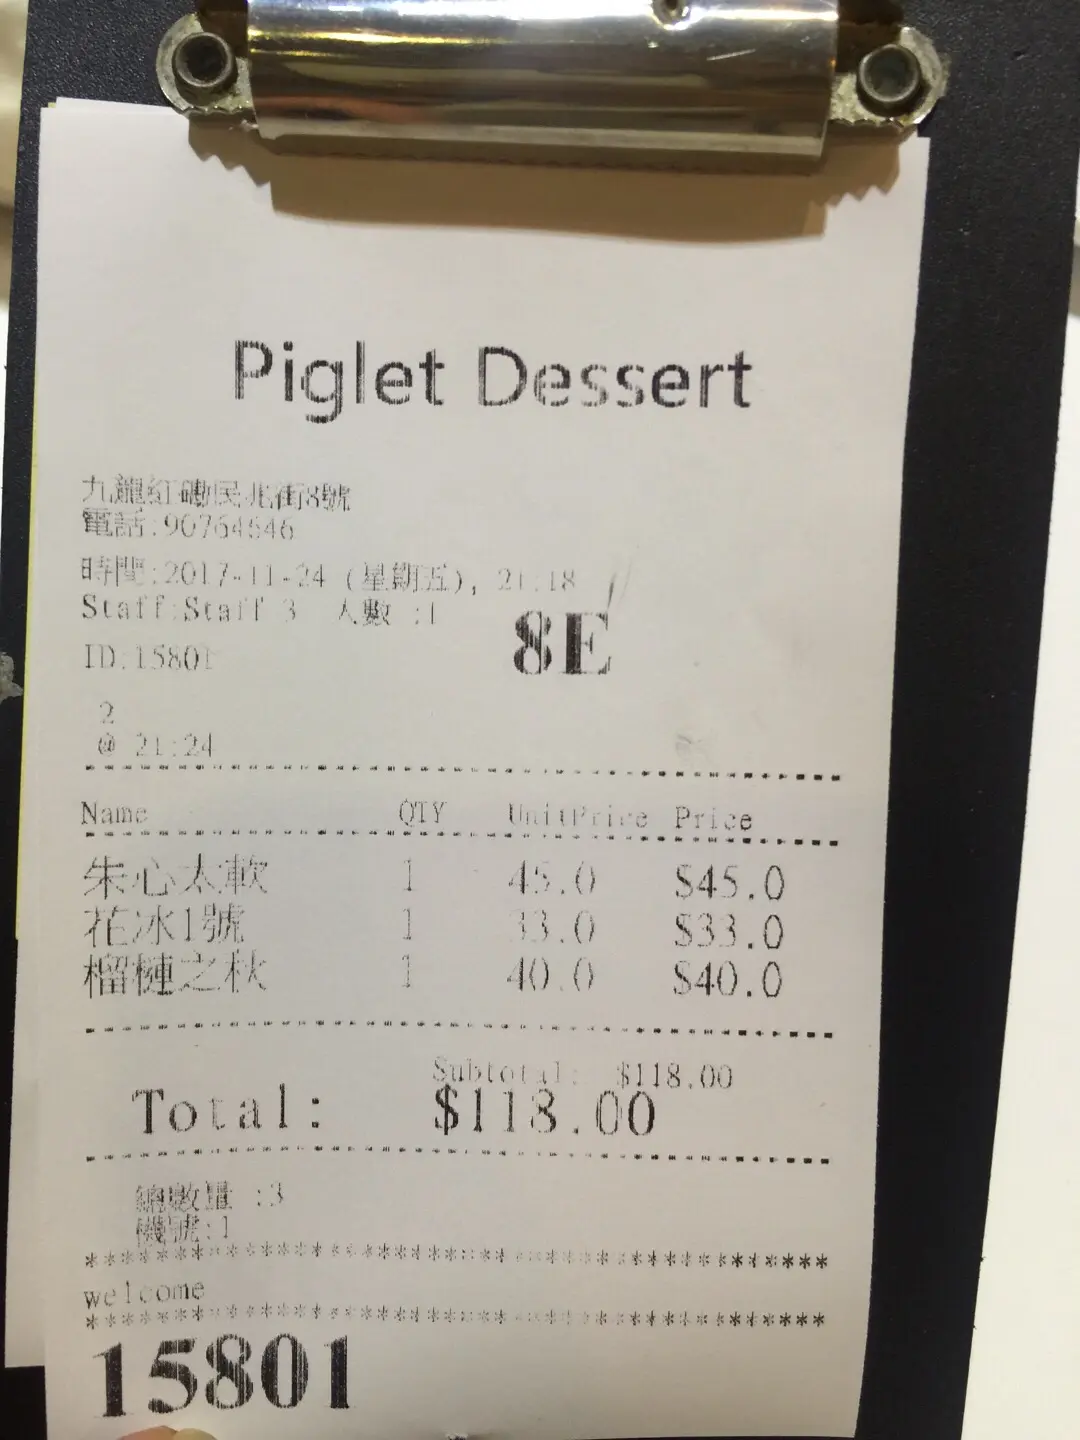 Piglet Dessert
九龍紅磡民兆街8號
電話:90764546
時間:2017-11-24 (星期五), 21:18
Staff:Staff 3 人數 :1
8E
ID:15801
2
@ 21:24
Name QTY UnitPrice Price
朱心太軟 1 45.0 $45.0
花冰1號 1 33.0 $33.0
榴槤之秋 1 40.0 $40.0
Subtotal: $118.00
Total: $118.00
總數量 :3
機號:1
*****************************************
welcome
*****************************************
15801